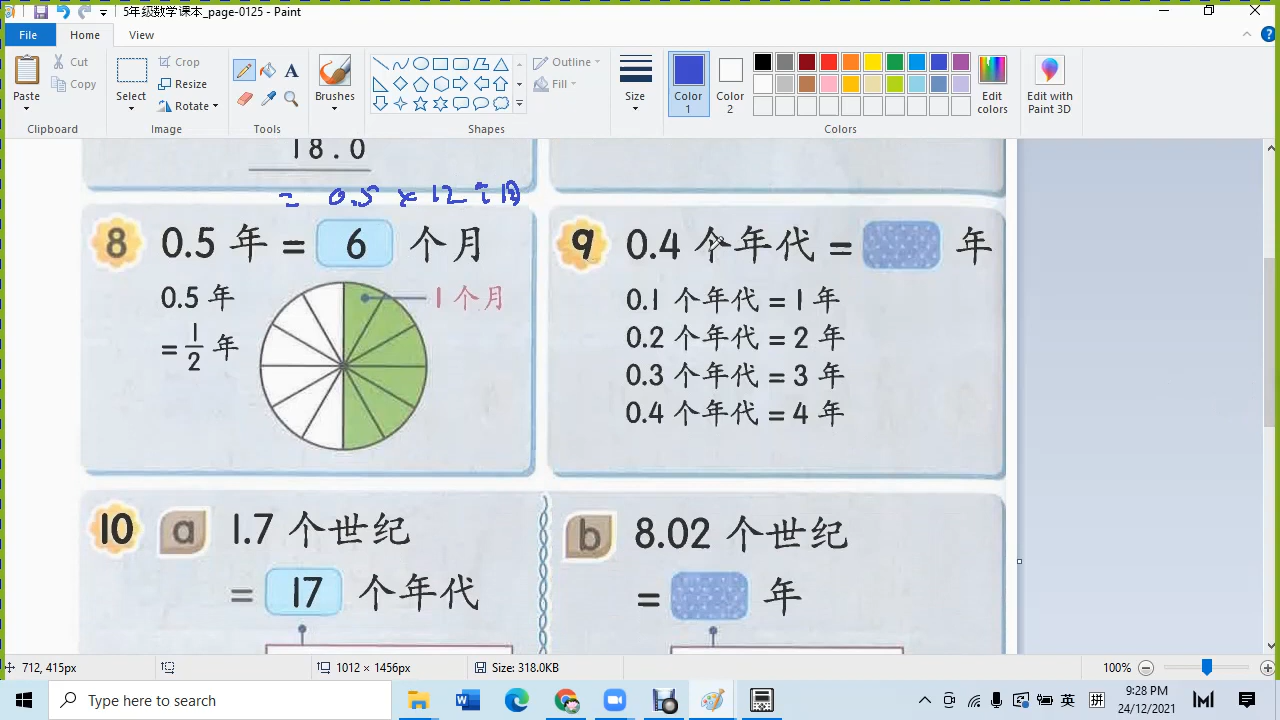 5年级数学课本_page-0125 - Paint
File Home View
Paste Cut Copy Clipboard
Select Crop Resize Rotate Image
Tools
Brushes
Outline Fill Shapes
Size
Color 1 Color 2 Edit colors Colors
Edit with Paint 3D
18.0
= 0.5 × 12
8 0.5 年 = 6 个月
0.5 年
= 1/2 年
1 个月
9 0.4 个年代 = 年
0.1 个年代 = 1 年
0.2 个年代 = 2 年
0.3 个年代 = 3 年
0.4 个年代 = 4 年
10 a 1.7 个世纪
= 17 个年代
b 8.02 个世纪
= 年
712, 415px 1012 × 1456px Size: 318.0KB 100%
Type here to search
英 拼 9:28 PM
24/12/2021